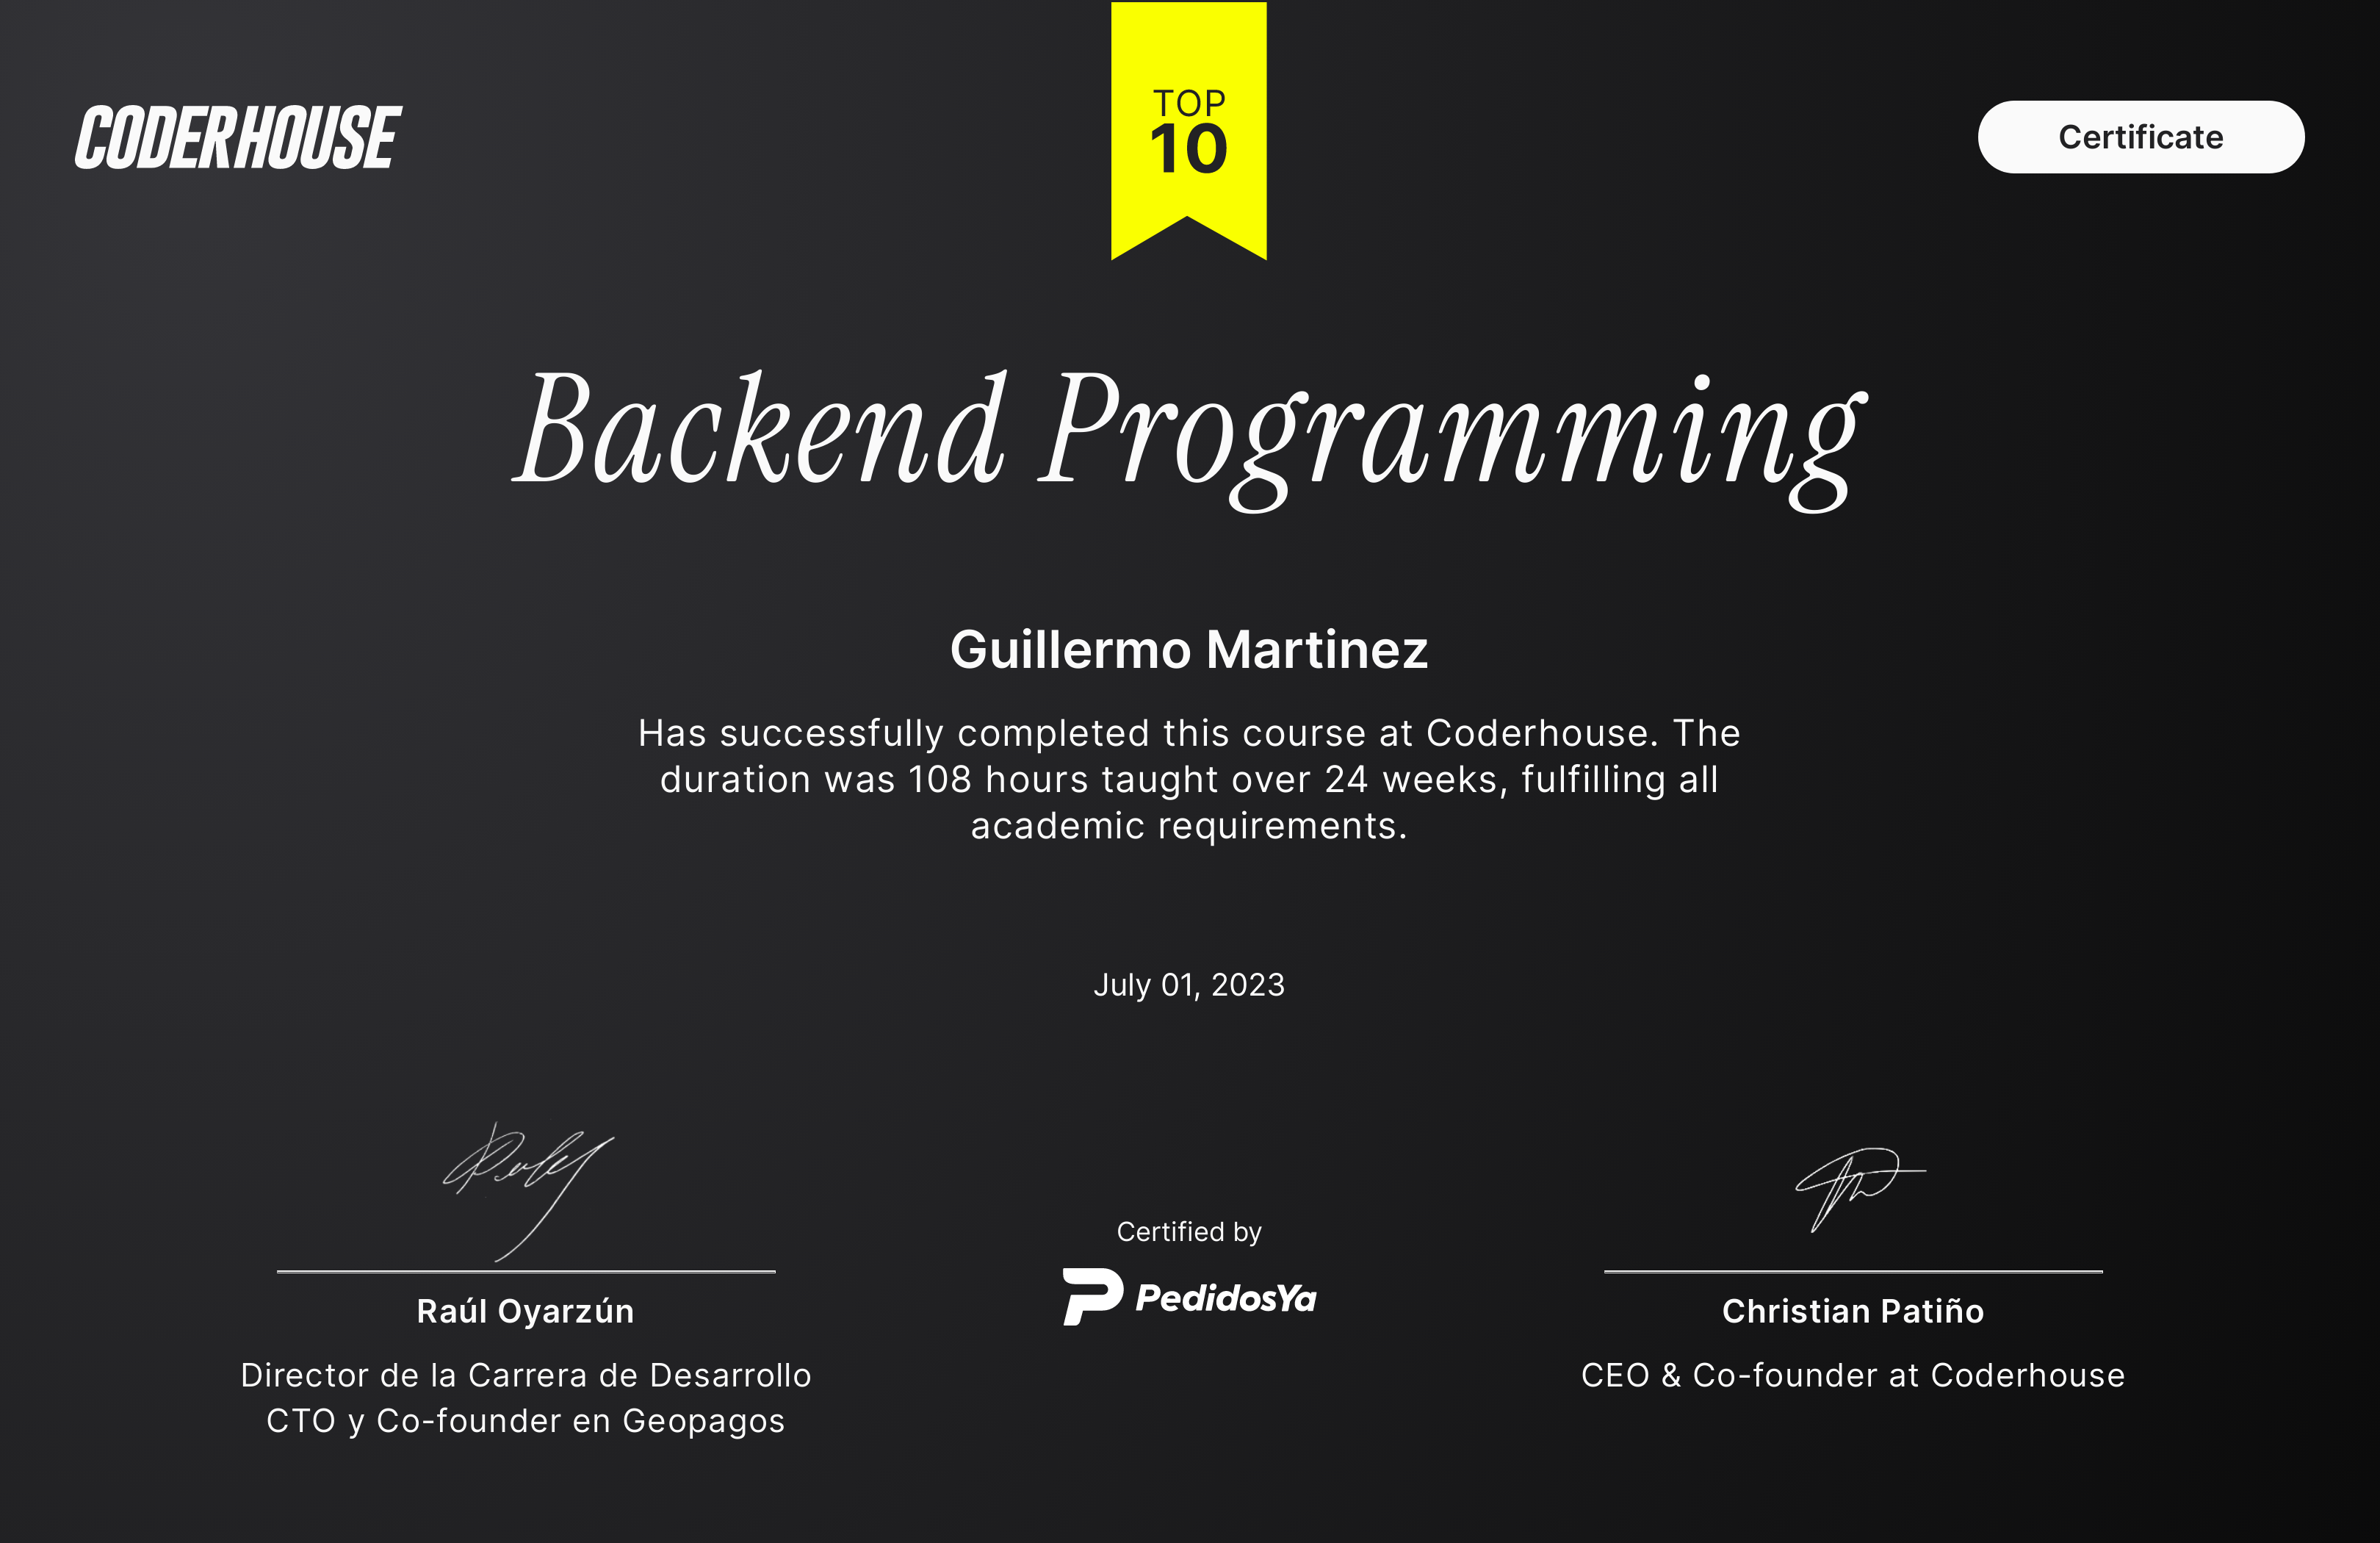 CODERHOUSE
TOP
10
Certificate
Backend Programming
Guillermo Martinez
Has successfully completed this course at Coderhouse. The
duration was 108 hours taught over 24 weeks, fulfilling all
academic requirements.
July 01, 2023
Raúl Oyarzún
Director de la Carrera de Desarrollo
CTO y Co-founder en Geopagos
Certified by
PedidosYa
Christian Patiño
CEO & Co-founder at Coderhouse